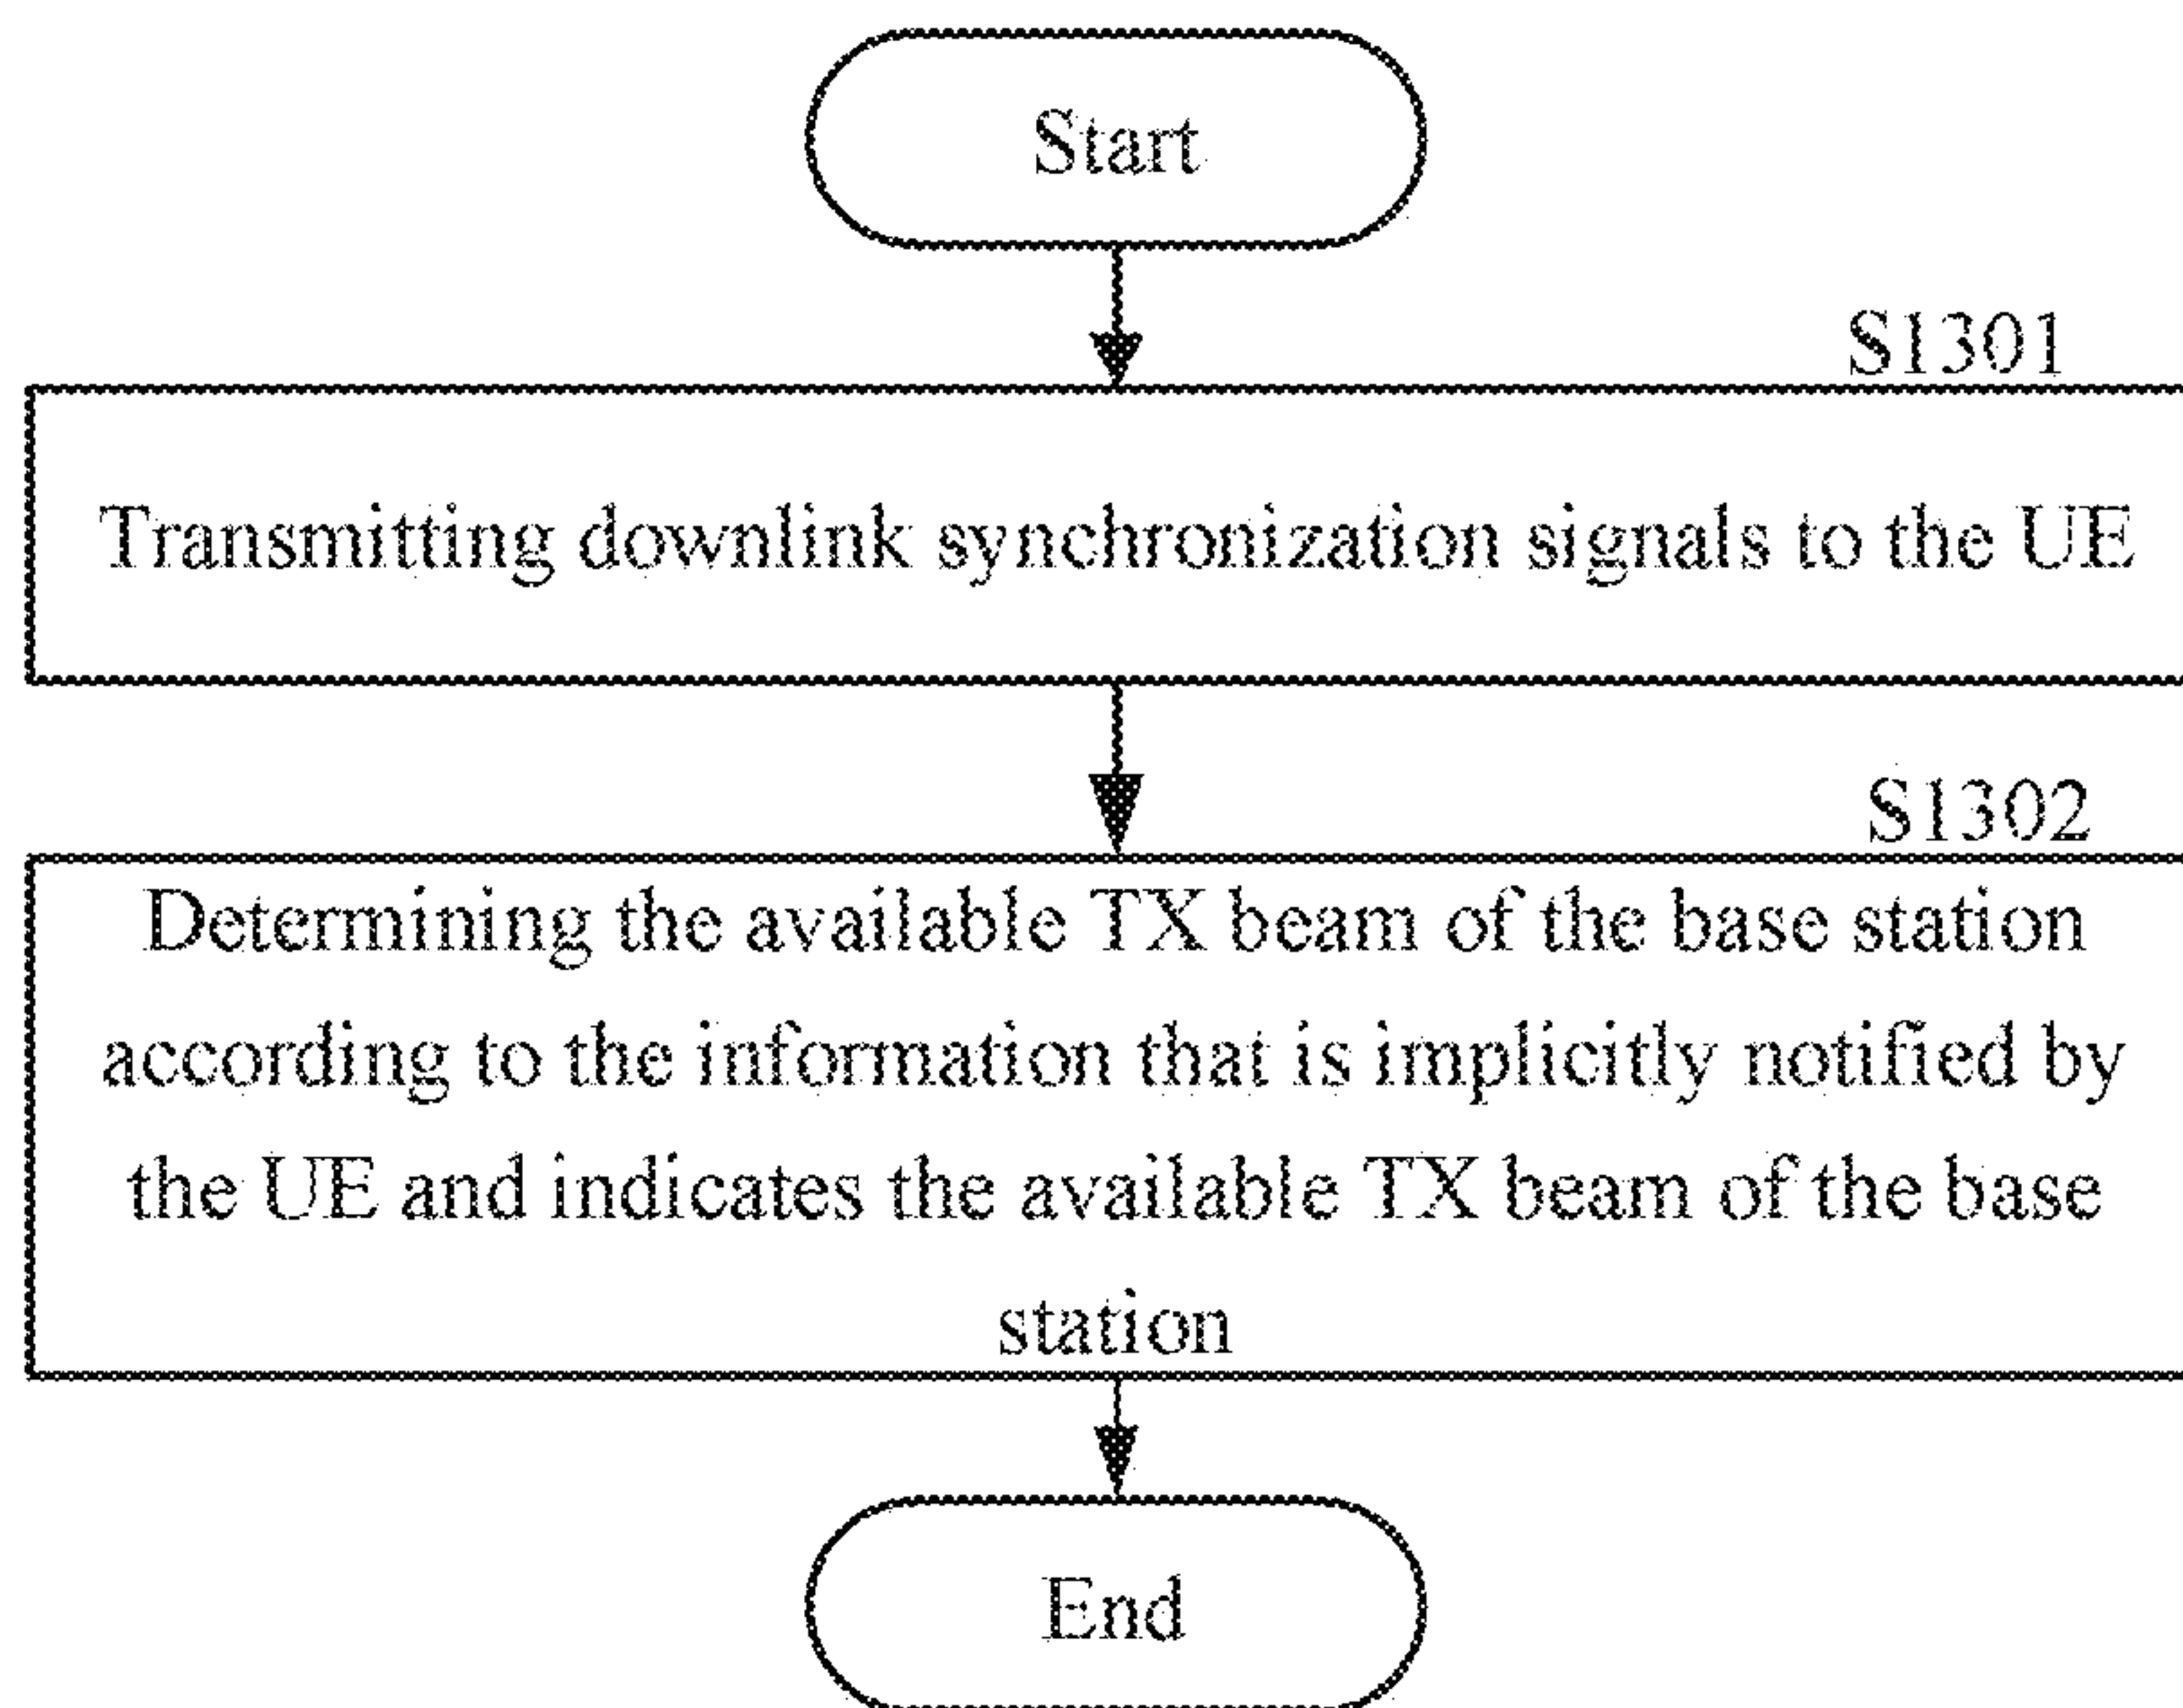 Start
S1301
Transmitting downlink synchronization signals to the UE
S1302
Determining the available TX beam of the base station
according to the information that is implicitly notified by
the UE and indicates the available TX beam of the base
station
End